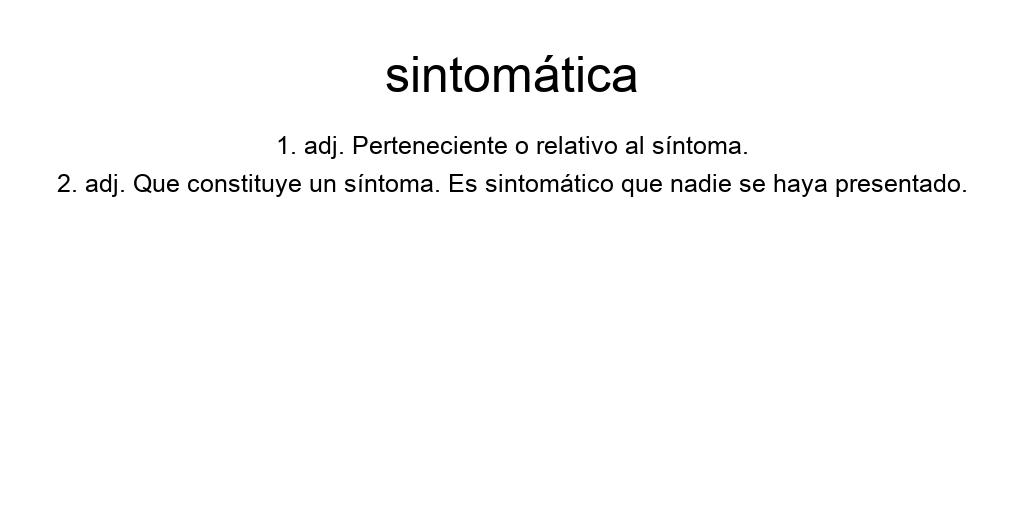 sintomática
1. adj. Perteneciente o relativo al síntoma.
2. adj. Que constituye un síntoma. Es sintomático que nadie se haya presentado.